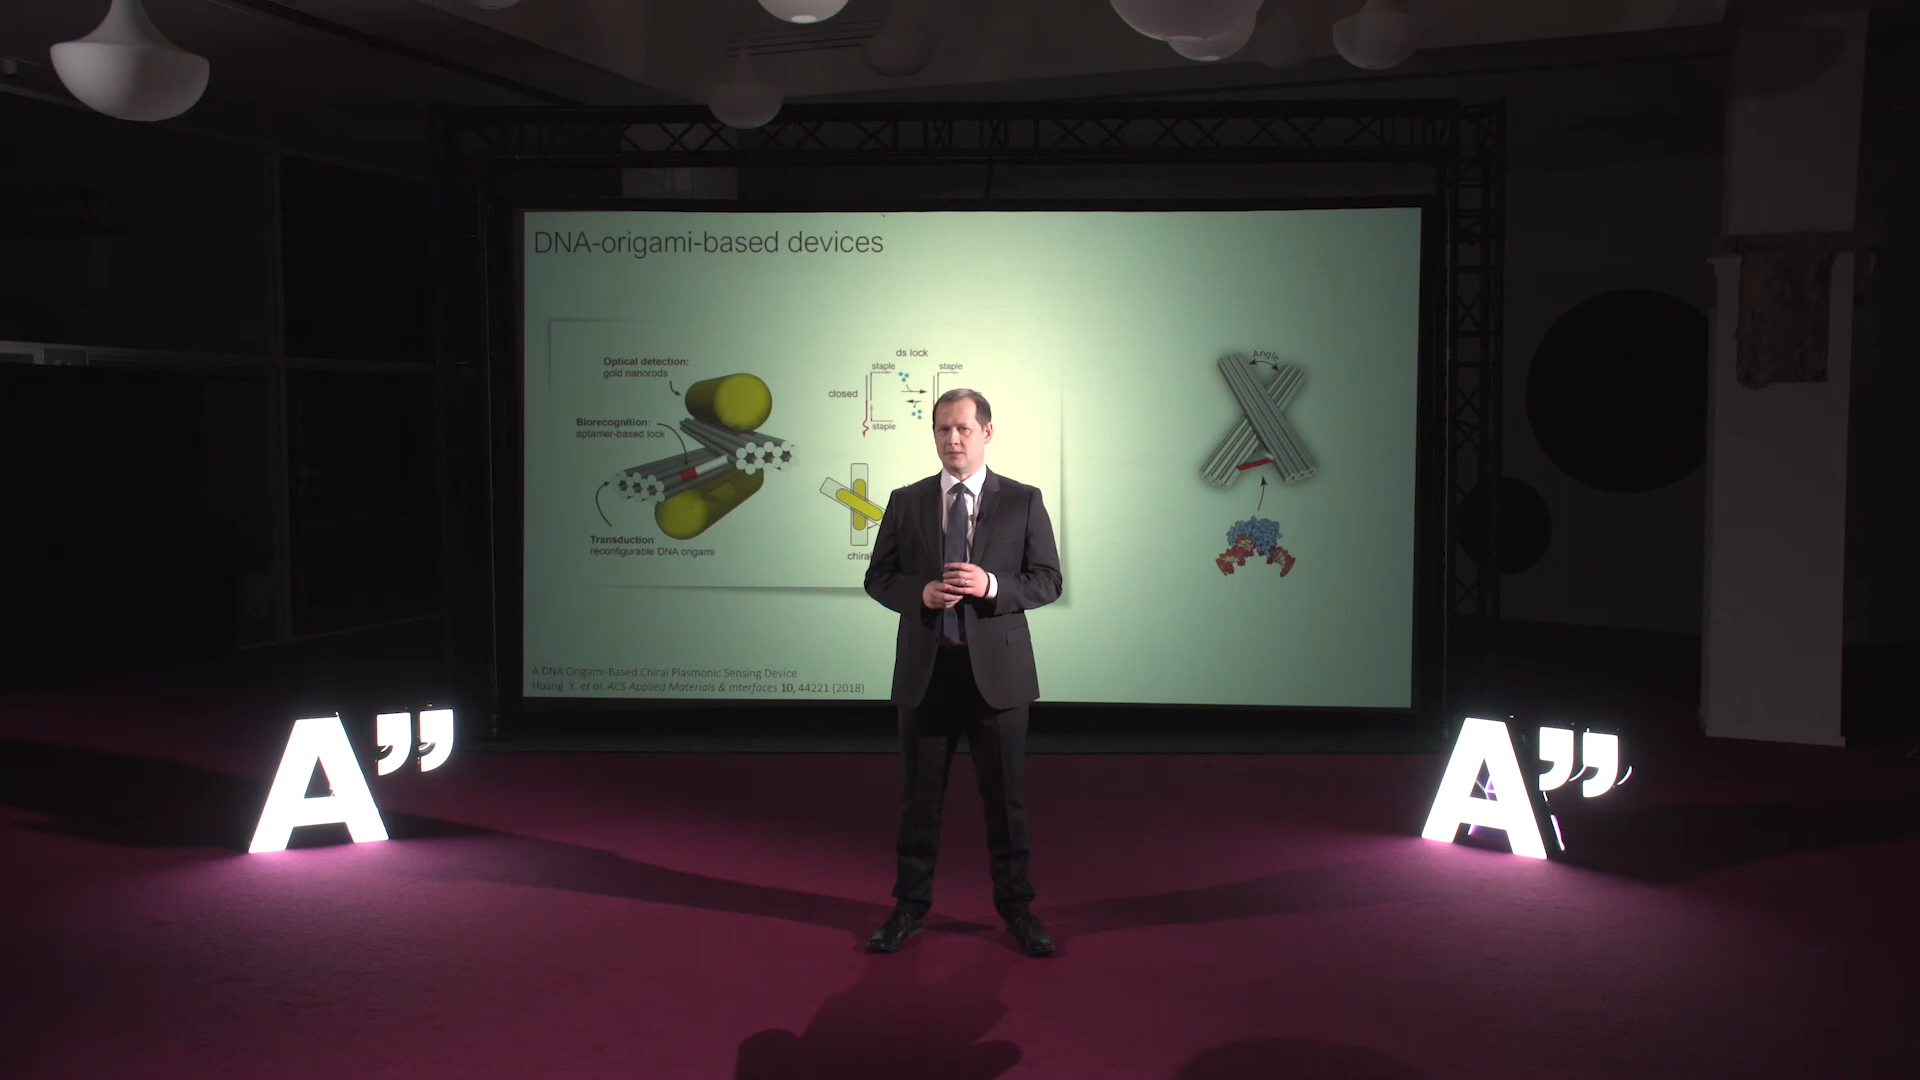 DNA-origami-based devices
Optical detection:
gold nanorods
Biorecognition:
aptamer-based lock
Transduction:
reconfigurable DNA origami
ds lock
staple
staple
closed
staple
chiral
Angle
A DNA Origami-Based Chiral Plasmonic Sensing Device
Huang Y. et al. ACS Applied Materials & Interfaces 10, 44221 (2018)
A’’
A’’